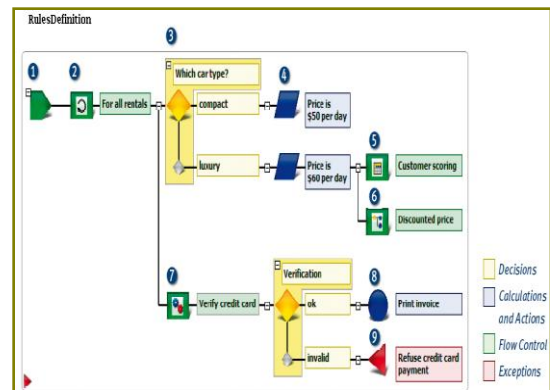 RulesDefinition
3
1
2
Which car type?
4
For all rentals
compact
Price is
$50 per day
5
luxury
Price is
$60 per day
Customer scoring
6
Discounted price
7
Verification
8
Verify credit card
ok
Print invoice
9
invalid
Refuse credit card
payment
Decisions
Calculations
and Actions
Flow Control
Exceptions